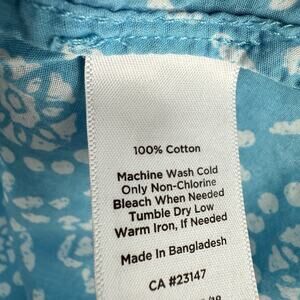 100% Cotton
Machine Wash Cold
Only Non-Chlorine
Bleach When Needed
Tumble Dry Low
Warm Iron, If Needed
Made In Bangladesh
CA #23147